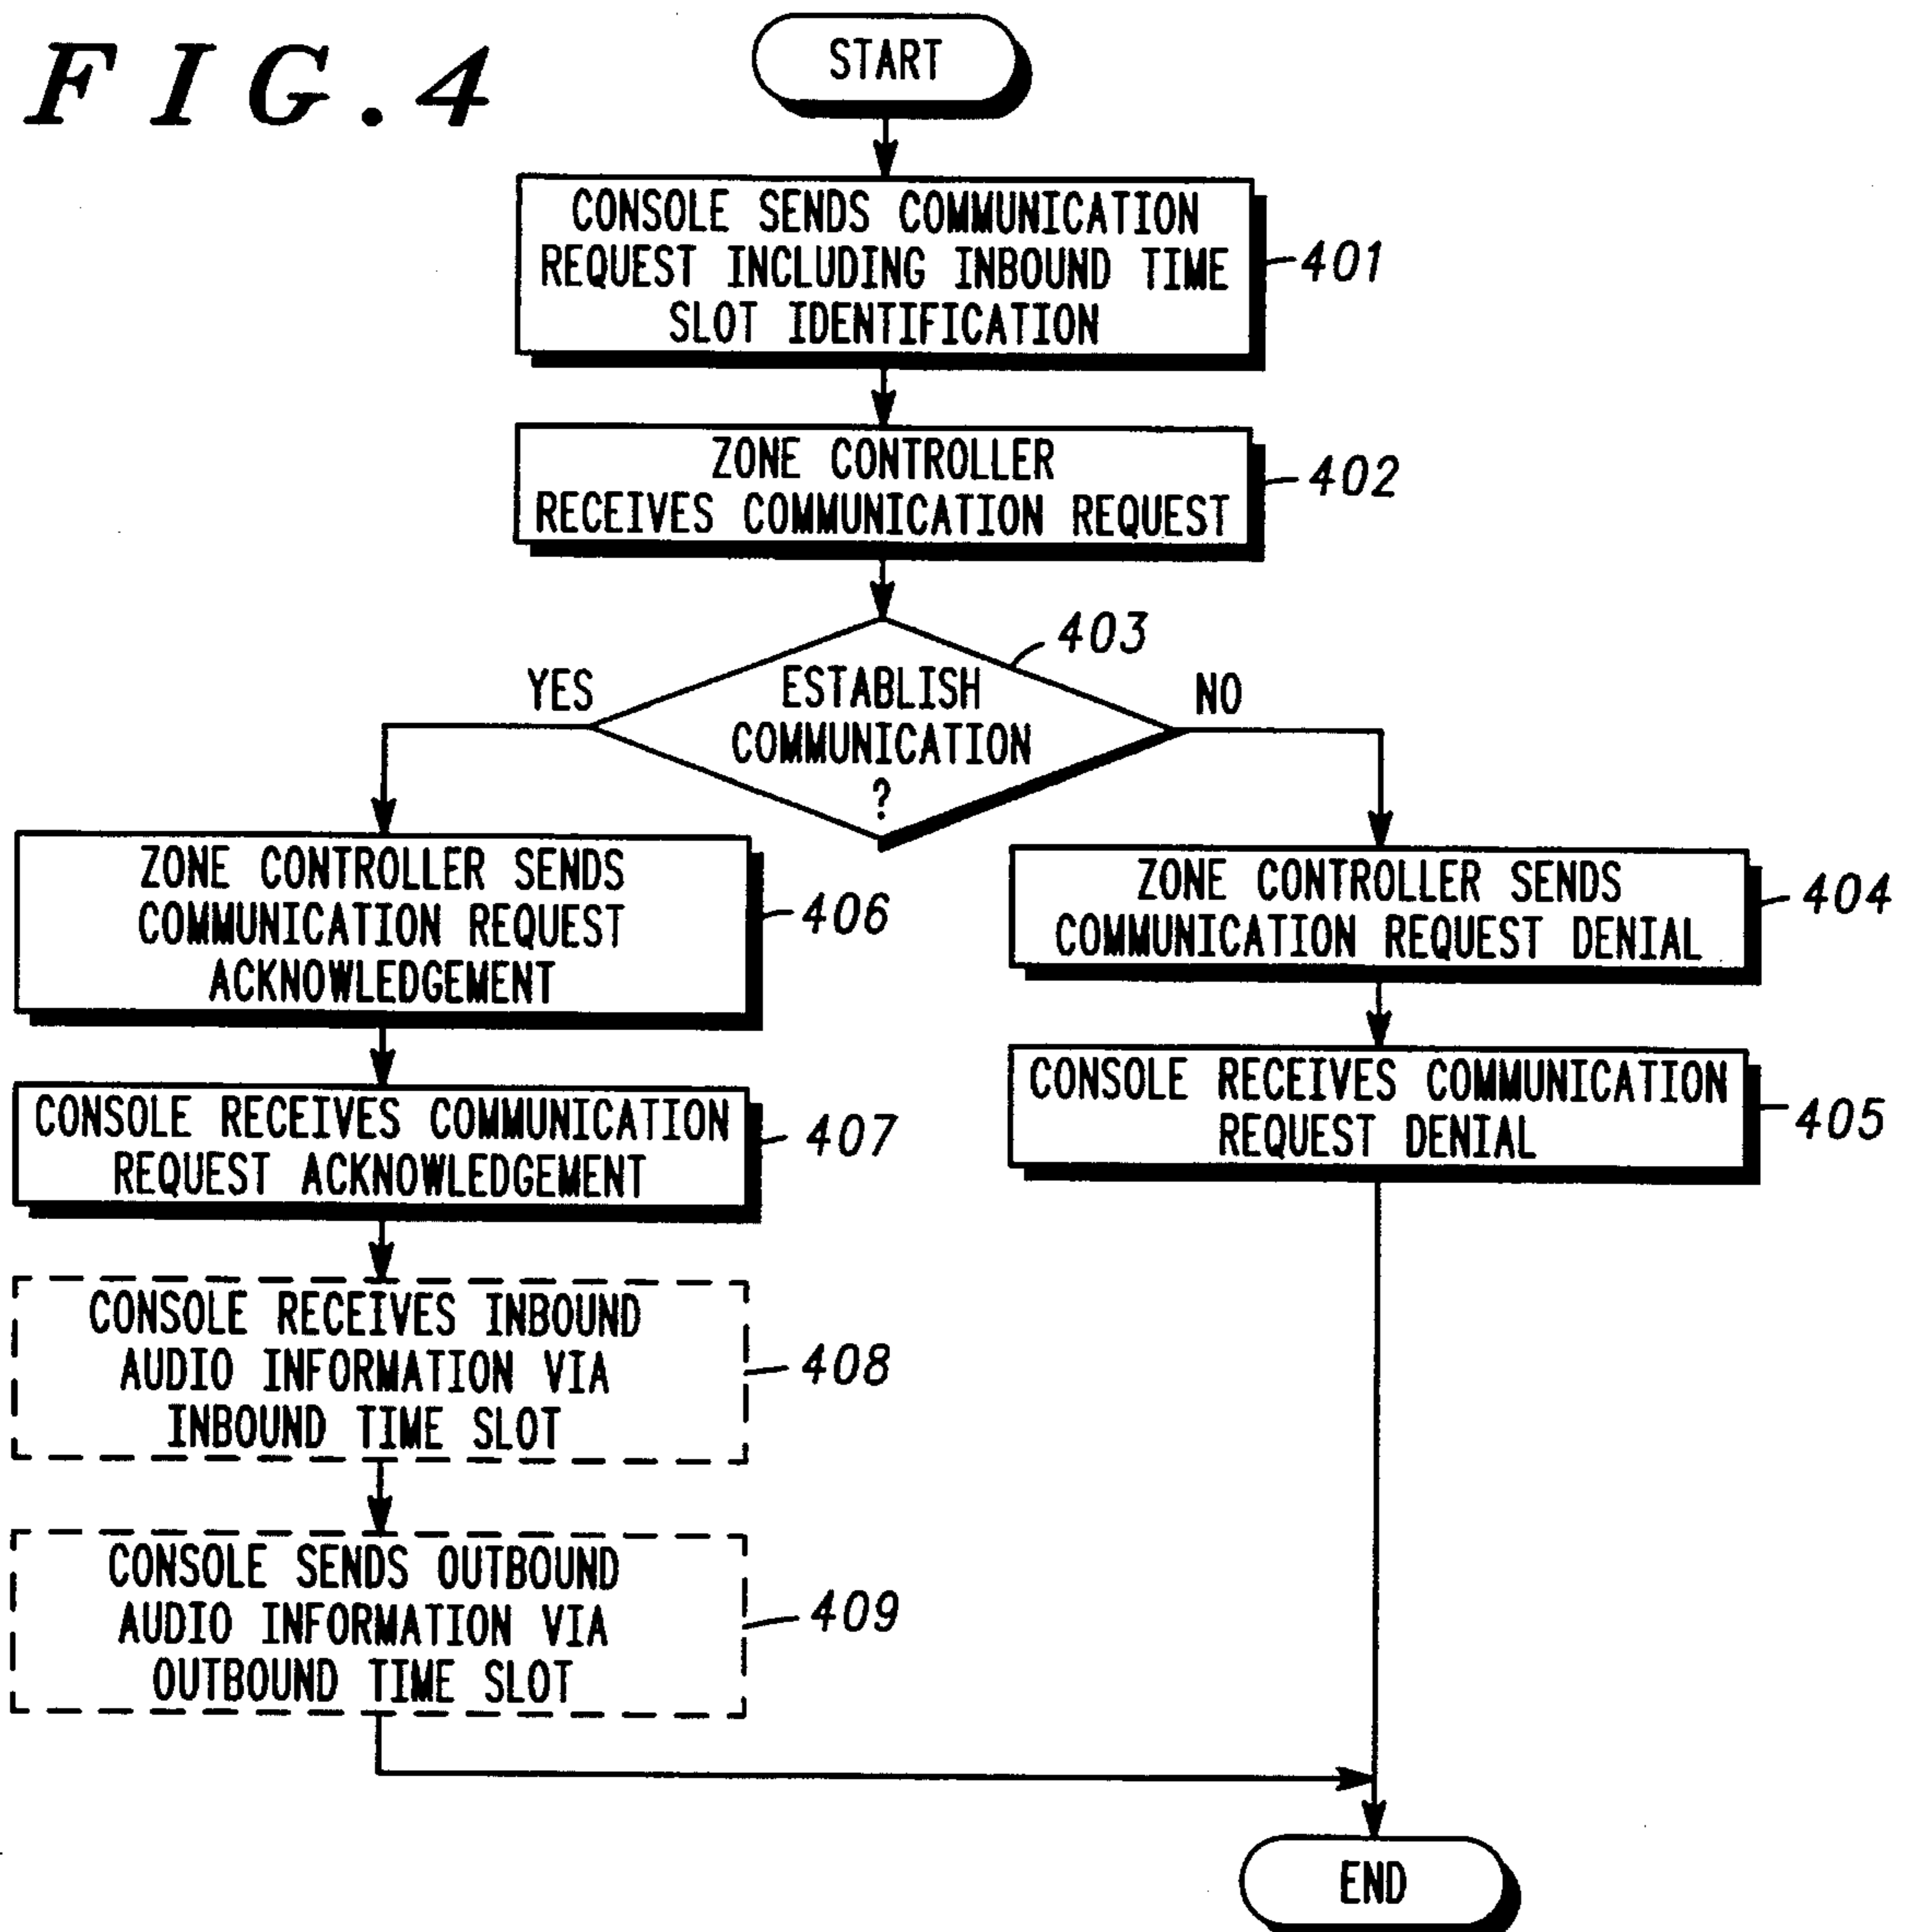 FIG.4
START
CONSOLE SENDS COMMUNICATION
REQUEST INCLUDING INBOUND TIME
SLOT IDENTIFICATION
401
ZONE CONTROLLER
RECEIVES COMMUNICATION REQUEST
402
403
YES
ESTABLISH
COMMUNICATION
?
NO
ZONE CONTROLLER SENDS
COMMUNICATION REQUEST
ACKNOWLEDGEMENT
406
ZONE CONTROLLER SENDS
COMMUNICATION REQUEST DENIAL
404
CONSOLE RECEIVES COMMUNICATION
REQUEST ACKNOWLEDGEMENT
407
CONSOLE RECEIVES COMMUNICATION
REQUEST DENIAL
405
CONSOLE RECEIVES INBOUND
AUDIO INFORMATION VIA
INBOUND TIME SLOT
408
CONSOLE SENDS OUTBOUND
AUDIO INFORMATION VIA
OUTBOUND TIME SLOT
409
END